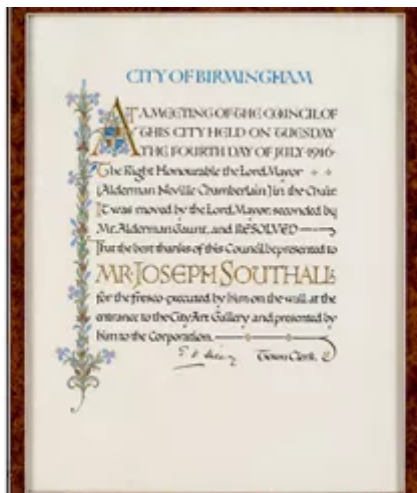 CITY OF BIRMINGHAM
AT A MEETING OF THE COUNCIL OF
THIS CITY HELD ON TUESDAY
THE FOURTH DAY OF JULY·1916·
The Right Honourable the Lord Mayor
(Alderman Neville Chamberlain) in the Chair
It was moved by the Lord Mayor, seconded by
Mr. Alderman Gaunt, and RESOLVED
That the best thanks of this Council be presented to
MR JOSEPH SOUTHALL
for the fresco executed by him on the wall at the
entrance to the City Art Gallery and presented by
him to the Corporation.
Town Clerk.